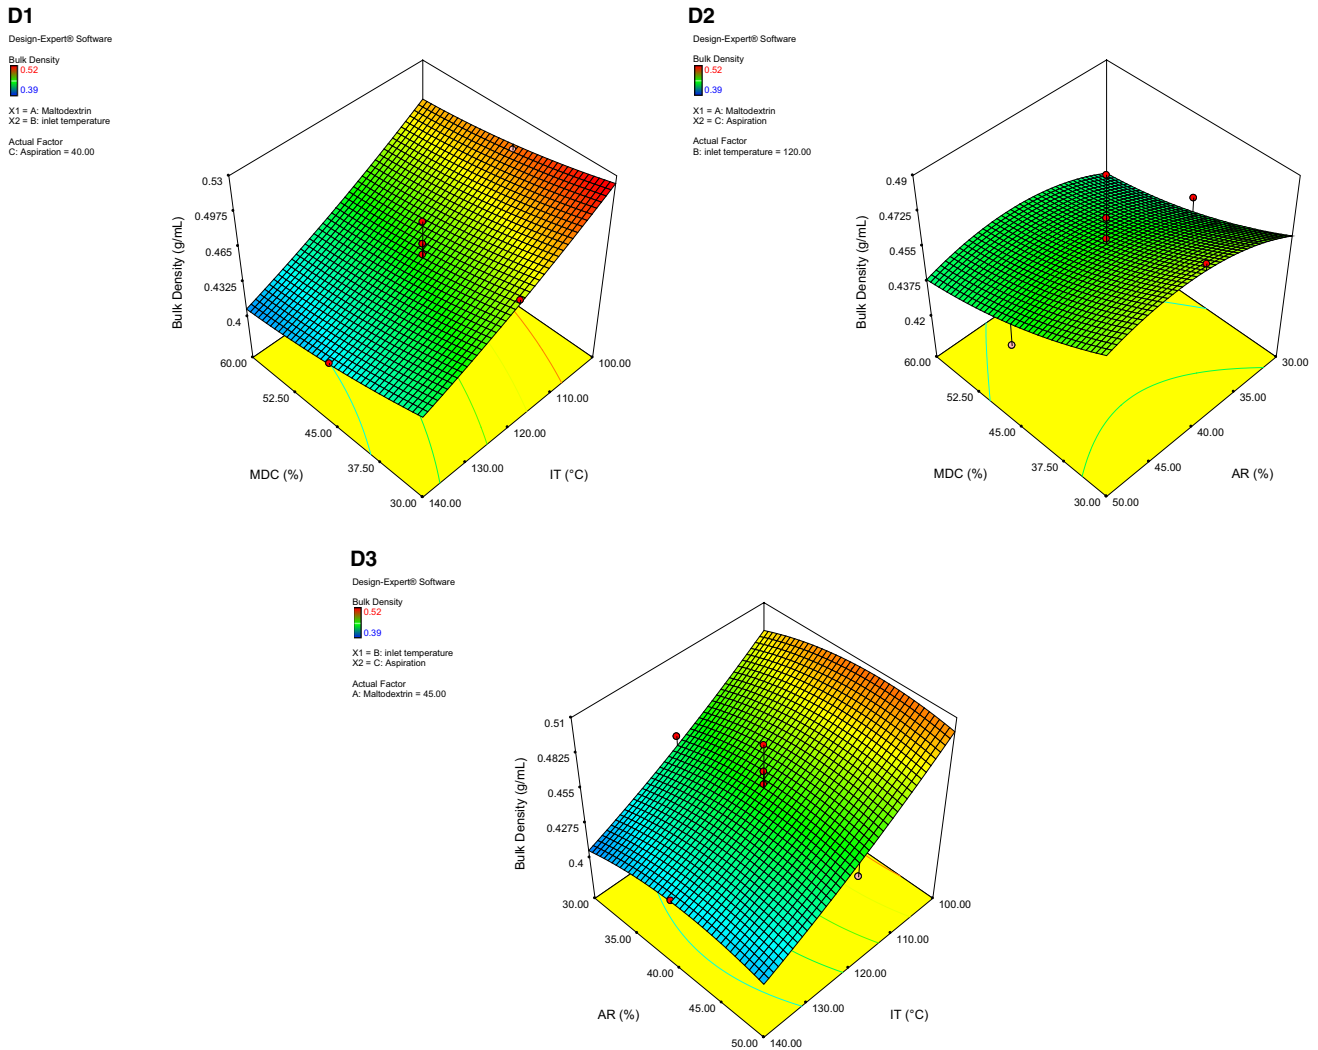 D1
Design-Expert® Software
Bulk Density
0.52
0.39
X1 = A: Maltodextrin
X2 = B: inlet temperature
Actual Factor
C: Aspiration = 40.00
0.53
0.4975
0.465
0.4325
0.4
Bulk Density (g/mL)
60.00
52.50
45.00
37.50
30.00
MDC (%)
140.00
130.00
120.00
110.00
100.00
IT (°C)
D2
Design-Expert® Software
Bulk Density
0.52
0.39
X1 = A: Maltodextrin
X2 = C: Aspiration
Actual Factor
B: inlet temperature = 120.00
0.49
0.4725
0.455
0.4375
0.42
Bulk Density (g/mL)
60.00
52.50
45.00
37.50
30.00
MDC (%)
50.00
45.00
40.00
35.00
30.00
AR (%)
D3
Design-Expert® Software
Bulk Density
0.52
0.39
X1 = B: inlet temperature
X2 = C: Aspiration
Actual Factor
A: Maltodextrin = 45.00
0.51
0.4825
0.455
0.4275
0.4
Bulk Density (g/mL)
30.00
35.00
40.00
45.00
50.00
AR (%)
140.00
130.00
120.00
110.00
100.00
IT (°C)